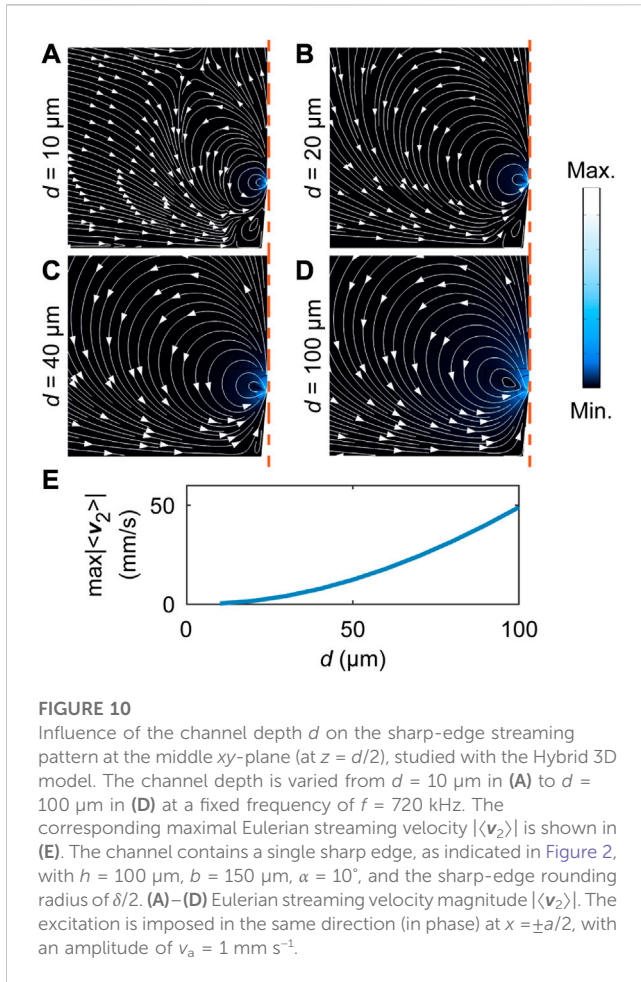 A
B
d = 10 µm
d = 20 µm
Max.
C
D
d = 40 µm
d = 100 µm
Min.
E
max|<v₂>|
(mm/s)
50
0
0
50
100
d (µm)
FIGURE 10
Influence of the channel depth d on the sharp-edge streaming
pattern at the middle xy-plane (at z = d/2), studied with the Hybrid 3D
model. The channel depth is varied from d = 10 µm in (A) to d =
100 µm in (D) at a fixed frequency of f = 720 kHz. The
corresponding maximal Eulerian streaming velocity |⟨v₂⟩| is shown in
(E). The channel contains a single sharp edge, as indicated in Figure 2,
with h = 100 µm, b = 150 µm, α = 10°, and the sharp-edge rounding
radius of δ/2. (A)–(D) Eulerian streaming velocity magnitude |⟨v₂⟩|. The
excitation is imposed in the same direction (in phase) at x = ±a/2, with
an amplitude of vₐ = 1 mm s⁻¹.